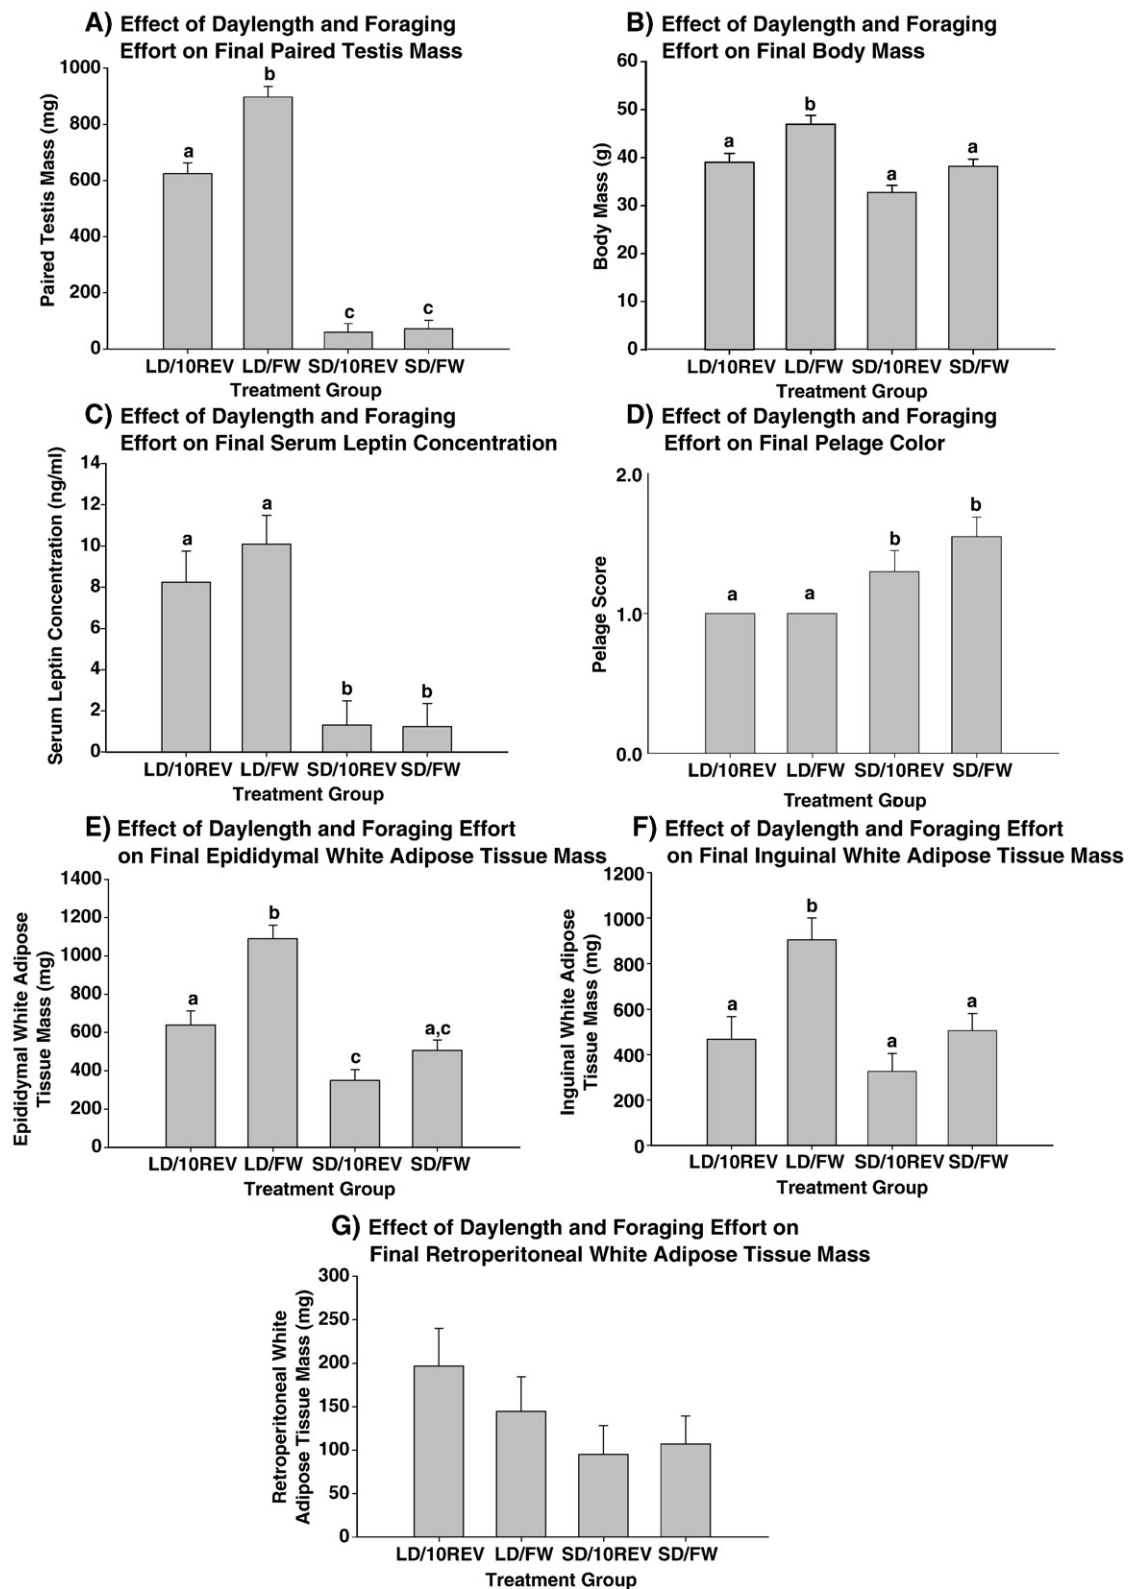 A) Effect of Daylength and Foraging
Effort on Final Paired Testis Mass
1000
800
600
400
200
0
Paired Testis Mass (mg)
a
b
c
c
LD/10REV LD/FW SD/10REV SD/FW
Treatment Group
B) Effect of Daylength and Foraging
Effort on Final Body Mass
60
50
40
30
20
10
0
Body Mass (g)
a
b
a
a
LD/10REV LD/FW SD/10REV SD/FW
Treatment Group
C) Effect of Daylength and Foraging
Effort on Final Serum Leptin Concentration
14
12
10
8
6
4
2
0
Serum Leptin Concentration (ng/ml)
a
a
b
b
LD/10REV LD/FW SD/10REV SD/FW
Treatment Group
D) Effect of Daylength and Foraging
Effort on Final Pelage Color
2.0
1.0
0.0
Pelage Score
a
a
b
b
LD/10REV LD/FW SD/10REV SD/FW
Treatment Gpup
E) Effect of Daylength and Foraging Effort
on Final Epididymal White Adipose Tissue Mass
1400
1200
1000
800
600
400
200
0
Epididymal White Adipose
Tissue Mass (mg)
a
b
c
a,c
LD/10REV LD/FW SD/10REV SD/FW
Treatment Group
F) Effect of Daylength and Foraging Effort
on Final Inguinal White Adipose Tissue Mass
1200
1000
800
600
400
200
0
Inguinal White Adipose
Tissue Mass (mg)
a
b
a
a
LD/10REV LD/FW SD/10REV SD/FW
Treatment Group
G) Effect of Daylength and Foraging Effort on
Final Retroperitoneal White Adipose Tissue Mass
300
250
200
150
100
50
0
Retroperitoneal White
Adipose Tissue Mass (mg)
LD/10REV LD/FW SD/10REV SD/FW
Treatment Group